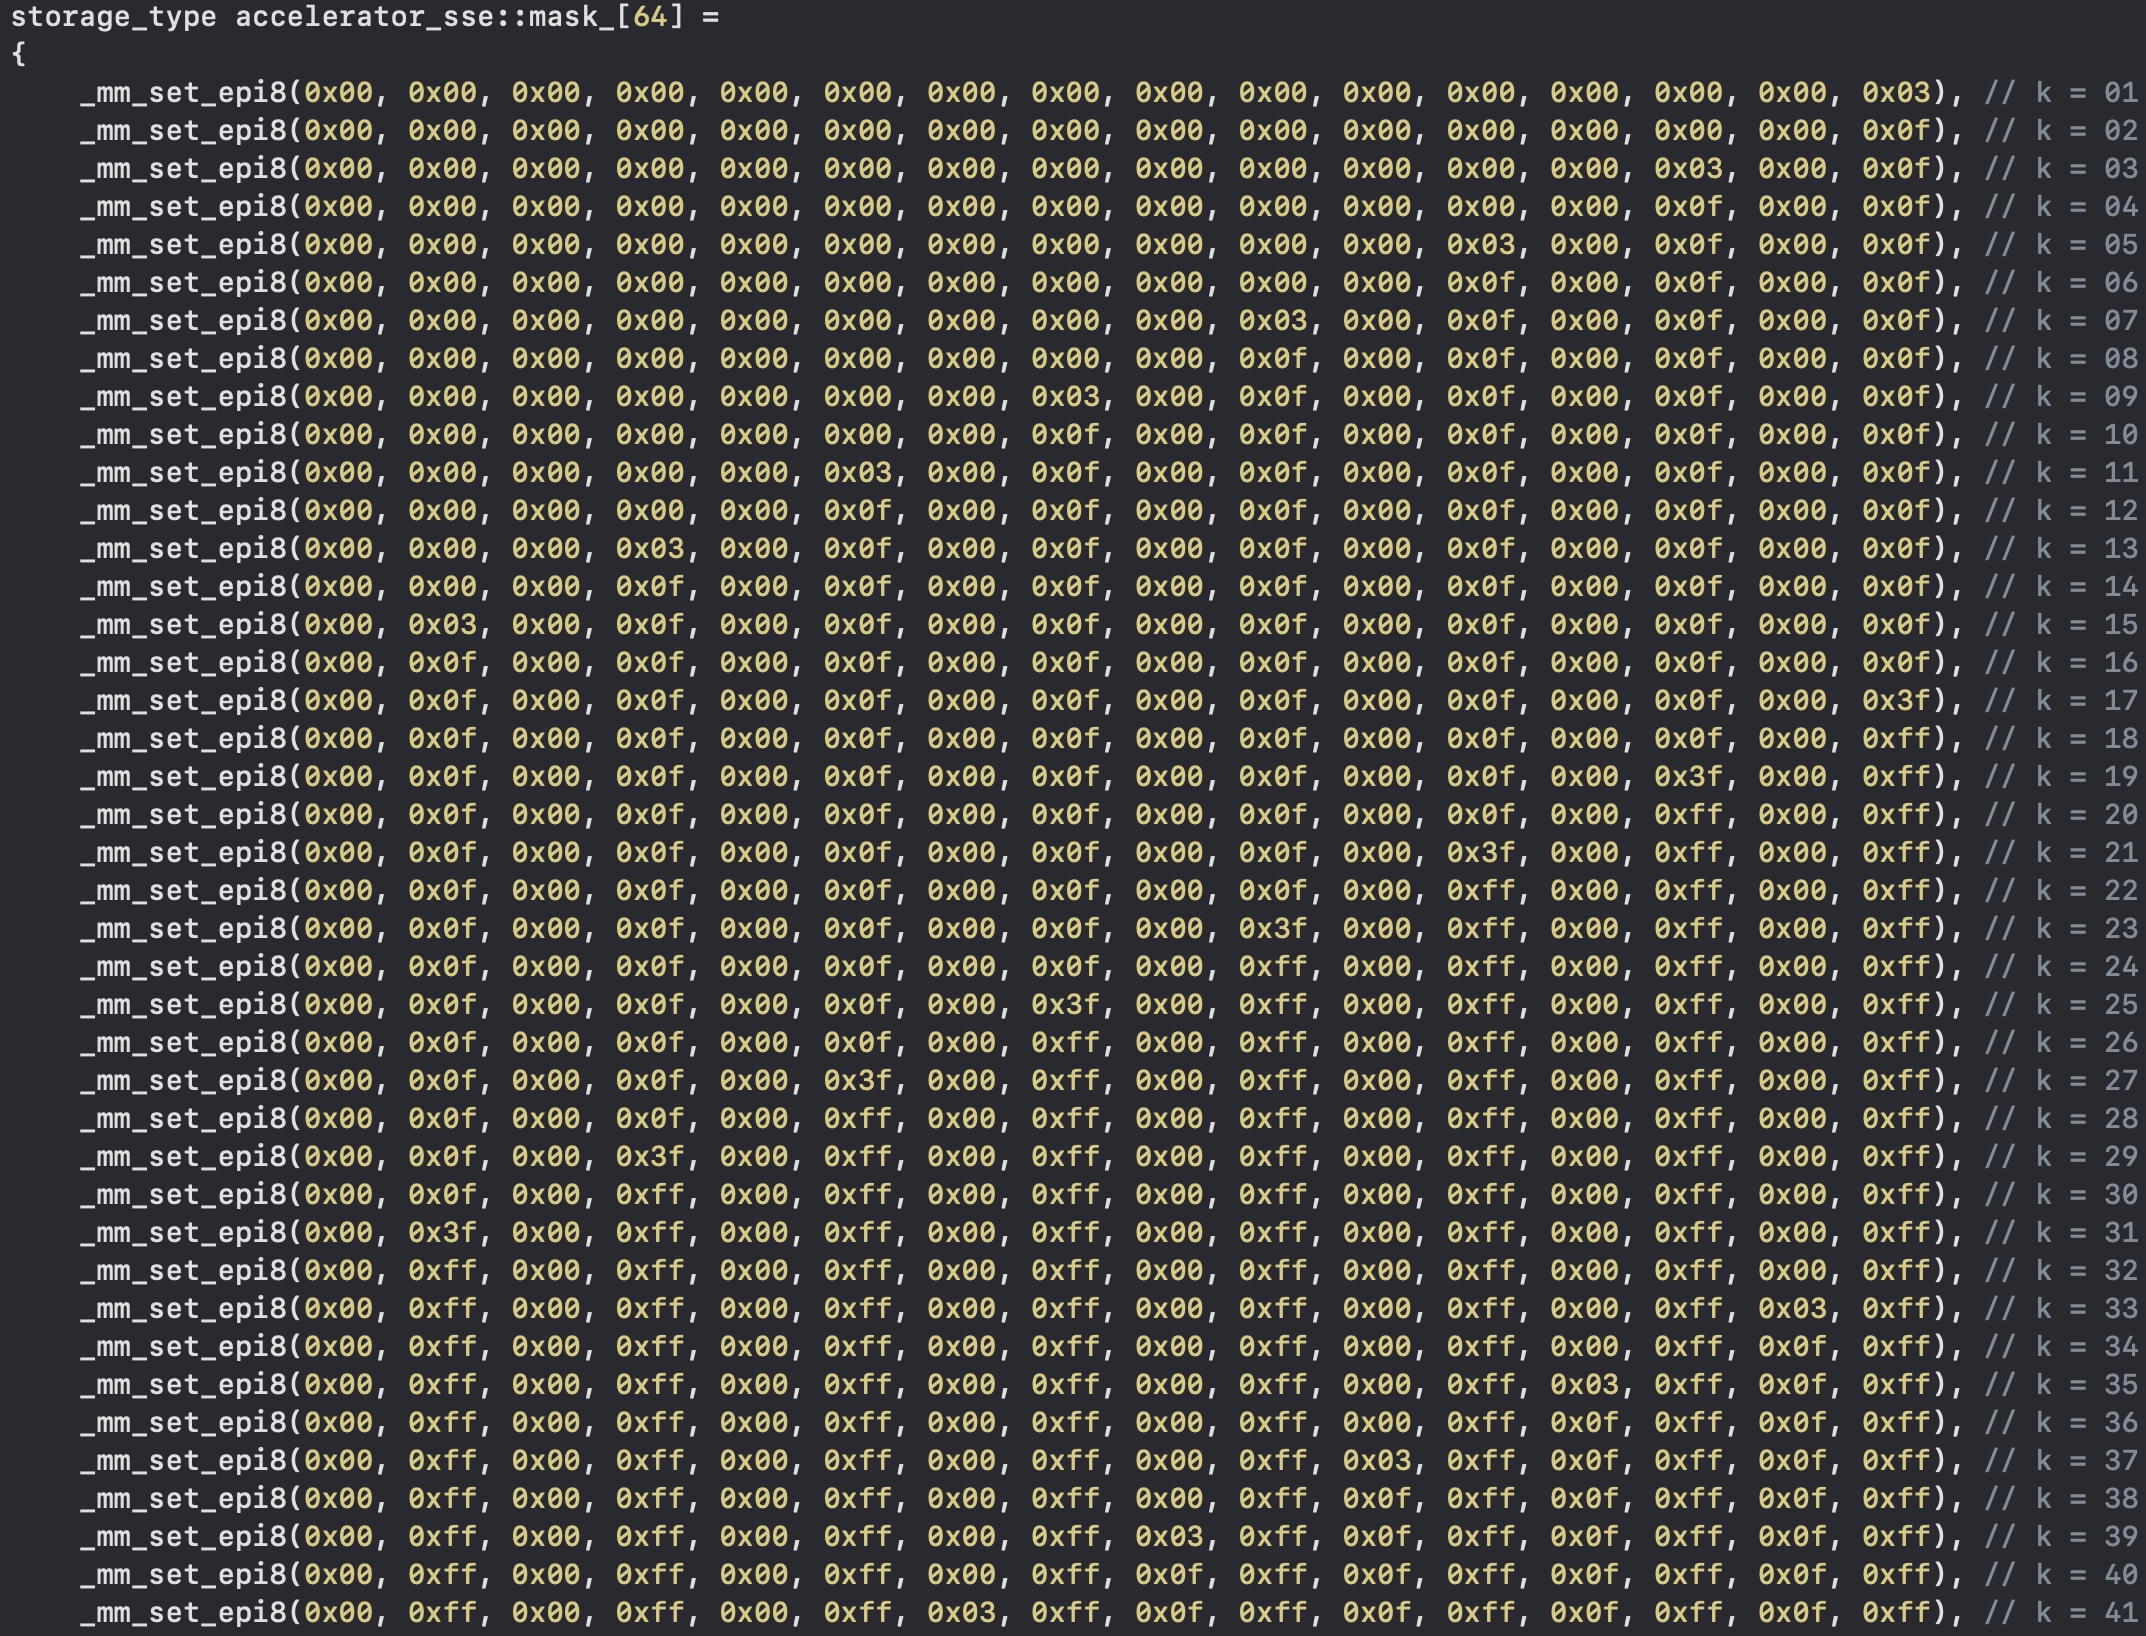 storage_type accelerator_sse::mask_[64] =
{
_mm_set_epi8(0x00, 0x00, 0x00, 0x00, 0x00, 0x00, 0x00, 0x00, 0x00, 0x00, 0x00, 0x00, 0x00, 0x00, 0x00, 0x03), // k = 01
_mm_set_epi8(0x00, 0x00, 0x00, 0x00, 0x00, 0x00, 0x00, 0x00, 0x00, 0x00, 0x00, 0x00, 0x00, 0x00, 0x00, 0x0f), // k = 02
_mm_set_epi8(0x00, 0x00, 0x00, 0x00, 0x00, 0x00, 0x00, 0x00, 0x00, 0x00, 0x00, 0x00, 0x00, 0x03, 0x00, 0x0f), // k = 03
_mm_set_epi8(0x00, 0x00, 0x00, 0x00, 0x00, 0x00, 0x00, 0x00, 0x00, 0x00, 0x00, 0x00, 0x00, 0x0f, 0x00, 0x0f), // k = 04
_mm_set_epi8(0x00, 0x00, 0x00, 0x00, 0x00, 0x00, 0x00, 0x00, 0x00, 0x00, 0x00, 0x03, 0x00, 0x0f, 0x00, 0x0f), // k = 05
_mm_set_epi8(0x00, 0x00, 0x00, 0x00, 0x00, 0x00, 0x00, 0x00, 0x00, 0x00, 0x00, 0x0f, 0x00, 0x0f, 0x00, 0x0f), // k = 06
_mm_set_epi8(0x00, 0x00, 0x00, 0x00, 0x00, 0x00, 0x00, 0x00, 0x00, 0x03, 0x00, 0x0f, 0x00, 0x0f, 0x00, 0x0f), // k = 07
_mm_set_epi8(0x00, 0x00, 0x00, 0x00, 0x00, 0x00, 0x00, 0x00, 0x00, 0x0f, 0x00, 0x0f, 0x00, 0x0f, 0x00, 0x0f), // k = 08
_mm_set_epi8(0x00, 0x00, 0x00, 0x00, 0x00, 0x00, 0x00, 0x03, 0x00, 0x0f, 0x00, 0x0f, 0x00, 0x0f, 0x00, 0x0f), // k = 09
_mm_set_epi8(0x00, 0x00, 0x00, 0x00, 0x00, 0x00, 0x00, 0x0f, 0x00, 0x0f, 0x00, 0x0f, 0x00, 0x0f, 0x00, 0x0f), // k = 10
_mm_set_epi8(0x00, 0x00, 0x00, 0x00, 0x00, 0x03, 0x00, 0x0f, 0x00, 0x0f, 0x00, 0x0f, 0x00, 0x0f, 0x00, 0x0f), // k = 11
_mm_set_epi8(0x00, 0x00, 0x00, 0x00, 0x00, 0x0f, 0x00, 0x0f, 0x00, 0x0f, 0x00, 0x0f, 0x00, 0x0f, 0x00, 0x0f), // k = 12
_mm_set_epi8(0x00, 0x00, 0x00, 0x03, 0x00, 0x0f, 0x00, 0x0f, 0x00, 0x0f, 0x00, 0x0f, 0x00, 0x0f, 0x00, 0x0f), // k = 13
_mm_set_epi8(0x00, 0x00, 0x00, 0x0f, 0x00, 0x0f, 0x00, 0x0f, 0x00, 0x0f, 0x00, 0x0f, 0x00, 0x0f, 0x00, 0x0f), // k = 14
_mm_set_epi8(0x00, 0x03, 0x00, 0x0f, 0x00, 0x0f, 0x00, 0x0f, 0x00, 0x0f, 0x00, 0x0f, 0x00, 0x0f, 0x00, 0x0f), // k = 15
_mm_set_epi8(0x00, 0x0f, 0x00, 0x0f, 0x00, 0x0f, 0x00, 0x0f, 0x00, 0x0f, 0x00, 0x0f, 0x00, 0x0f, 0x00, 0x0f), // k = 16
_mm_set_epi8(0x00, 0x0f, 0x00, 0x0f, 0x00, 0x0f, 0x00, 0x0f, 0x00, 0x0f, 0x00, 0x0f, 0x00, 0x0f, 0x00, 0x3f), // k = 17
_mm_set_epi8(0x00, 0x0f, 0x00, 0x0f, 0x00, 0x0f, 0x00, 0x0f, 0x00, 0x0f, 0x00, 0x0f, 0x00, 0x0f, 0x00, 0xff), // k = 18
_mm_set_epi8(0x00, 0x0f, 0x00, 0x0f, 0x00, 0x0f, 0x00, 0x0f, 0x00, 0x0f, 0x00, 0x0f, 0x00, 0x3f, 0x00, 0xff), // k = 19
_mm_set_epi8(0x00, 0x0f, 0x00, 0x0f, 0x00, 0x0f, 0x00, 0x0f, 0x00, 0x0f, 0x00, 0x0f, 0x00, 0xff, 0x00, 0xff), // k = 20
_mm_set_epi8(0x00, 0x0f, 0x00, 0x0f, 0x00, 0x0f, 0x00, 0x0f, 0x00, 0x0f, 0x00, 0x3f, 0x00, 0xff, 0x00, 0xff), // k = 21
_mm_set_epi8(0x00, 0x0f, 0x00, 0x0f, 0x00, 0x0f, 0x00, 0x0f, 0x00, 0x0f, 0x00, 0xff, 0x00, 0xff, 0x00, 0xff), // k = 22
_mm_set_epi8(0x00, 0x0f, 0x00, 0x0f, 0x00, 0x0f, 0x00, 0x0f, 0x00, 0x3f, 0x00, 0xff, 0x00, 0xff, 0x00, 0xff), // k = 23
_mm_set_epi8(0x00, 0x0f, 0x00, 0x0f, 0x00, 0x0f, 0x00, 0x0f, 0x00, 0xff, 0x00, 0xff, 0x00, 0xff, 0x00, 0xff), // k = 24
_mm_set_epi8(0x00, 0x0f, 0x00, 0x0f, 0x00, 0x0f, 0x00, 0x3f, 0x00, 0xff, 0x00, 0xff, 0x00, 0xff, 0x00, 0xff), // k = 25
_mm_set_epi8(0x00, 0x0f, 0x00, 0x0f, 0x00, 0x0f, 0x00, 0xff, 0x00, 0xff, 0x00, 0xff, 0x00, 0xff, 0x00, 0xff), // k = 26
_mm_set_epi8(0x00, 0x0f, 0x00, 0x0f, 0x00, 0x3f, 0x00, 0xff, 0x00, 0xff, 0x00, 0xff, 0x00, 0xff, 0x00, 0xff), // k = 27
_mm_set_epi8(0x00, 0x0f, 0x00, 0x0f, 0x00, 0xff, 0x00, 0xff, 0x00, 0xff, 0x00, 0xff, 0x00, 0xff, 0x00, 0xff), // k = 28
_mm_set_epi8(0x00, 0x0f, 0x00, 0x3f, 0x00, 0xff, 0x00, 0xff, 0x00, 0xff, 0x00, 0xff, 0x00, 0xff, 0x00, 0xff), // k = 29
_mm_set_epi8(0x00, 0x0f, 0x00, 0xff, 0x00, 0xff, 0x00, 0xff, 0x00, 0xff, 0x00, 0xff, 0x00, 0xff, 0x00, 0xff), // k = 30
_mm_set_epi8(0x00, 0x3f, 0x00, 0xff, 0x00, 0xff, 0x00, 0xff, 0x00, 0xff, 0x00, 0xff, 0x00, 0xff, 0x00, 0xff), // k = 31
_mm_set_epi8(0x00, 0xff, 0x00, 0xff, 0x00, 0xff, 0x00, 0xff, 0x00, 0xff, 0x00, 0xff, 0x00, 0xff, 0x00, 0xff), // k = 32
_mm_set_epi8(0x00, 0xff, 0x00, 0xff, 0x00, 0xff, 0x00, 0xff, 0x00, 0xff, 0x00, 0xff, 0x00, 0xff, 0x03, 0xff), // k = 33
_mm_set_epi8(0x00, 0xff, 0x00, 0xff, 0x00, 0xff, 0x00, 0xff, 0x00, 0xff, 0x00, 0xff, 0x00, 0xff, 0x0f, 0xff), // k = 34
_mm_set_epi8(0x00, 0xff, 0x00, 0xff, 0x00, 0xff, 0x00, 0xff, 0x00, 0xff, 0x00, 0xff, 0x03, 0xff, 0x0f, 0xff), // k = 35
_mm_set_epi8(0x00, 0xff, 0x00, 0xff, 0x00, 0xff, 0x00, 0xff, 0x00, 0xff, 0x00, 0xff, 0x0f, 0xff, 0x0f, 0xff), // k = 36
_mm_set_epi8(0x00, 0xff, 0x00, 0xff, 0x00, 0xff, 0x00, 0xff, 0x00, 0xff, 0x03, 0xff, 0x0f, 0xff, 0x0f, 0xff), // k = 37
_mm_set_epi8(0x00, 0xff, 0x00, 0xff, 0x00, 0xff, 0x00, 0xff, 0x00, 0xff, 0x0f, 0xff, 0x0f, 0xff, 0x0f, 0xff), // k = 38
_mm_set_epi8(0x00, 0xff, 0x00, 0xff, 0x00, 0xff, 0x00, 0xff, 0x03, 0xff, 0x0f, 0xff, 0x0f, 0xff, 0x0f, 0xff), // k = 39
_mm_set_epi8(0x00, 0xff, 0x00, 0xff, 0x00, 0xff, 0x00, 0xff, 0x0f, 0xff, 0x0f, 0xff, 0x0f, 0xff, 0x0f, 0xff), // k = 40
_mm_set_epi8(0x00, 0xff, 0x00, 0xff, 0x00, 0xff, 0x03, 0xff, 0x0f, 0xff, 0x0f, 0xff, 0x0f, 0xff, 0x0f, 0xff), // k = 41